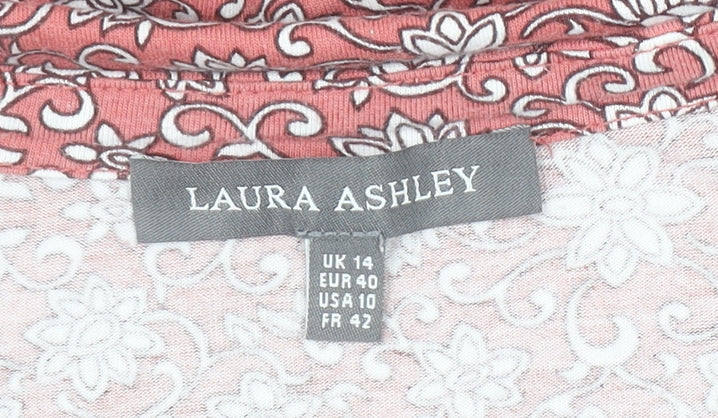 LAURA ASHLEY
UK 14
EUR 40
USA 10
FR 42